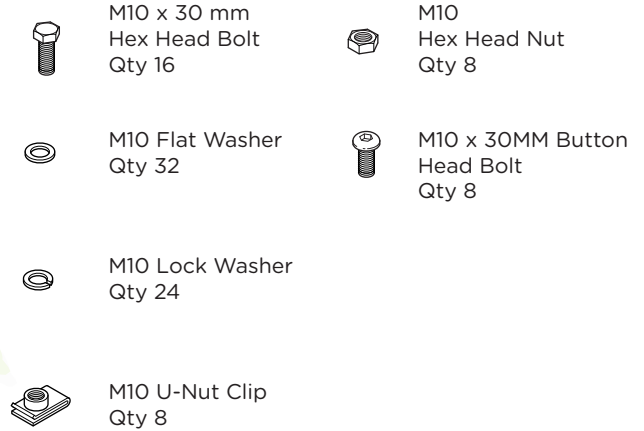 M10 x 30 mm
Hex Head Bolt
Qty 16
M10
Hex Head Nut
Qty 8
M10 Flat Washer
Qty 32
M10 x 30MM Button
Head Bolt
Qty 8
M10 Lock Washer
Qty 24
M10 U-Nut Clip
Qty 8